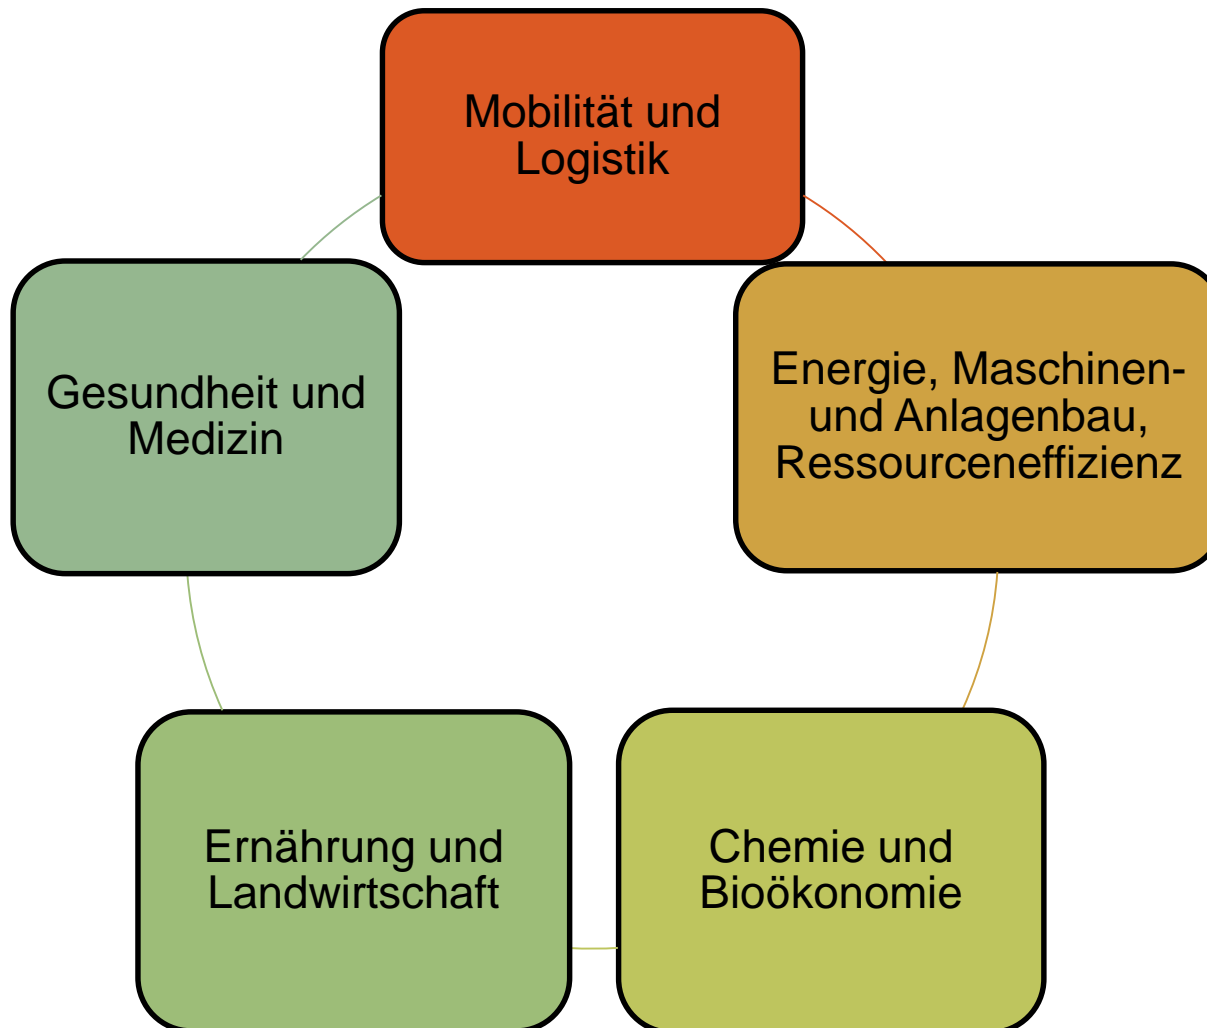 Mobilität und
Logistik
Energie, Maschinen-
und Anlagenbau,
Ressourceneffizienz
Chemie und
Bioökonomie
Ernährung und
Landwirtschaft
Gesundheit und
Medizin